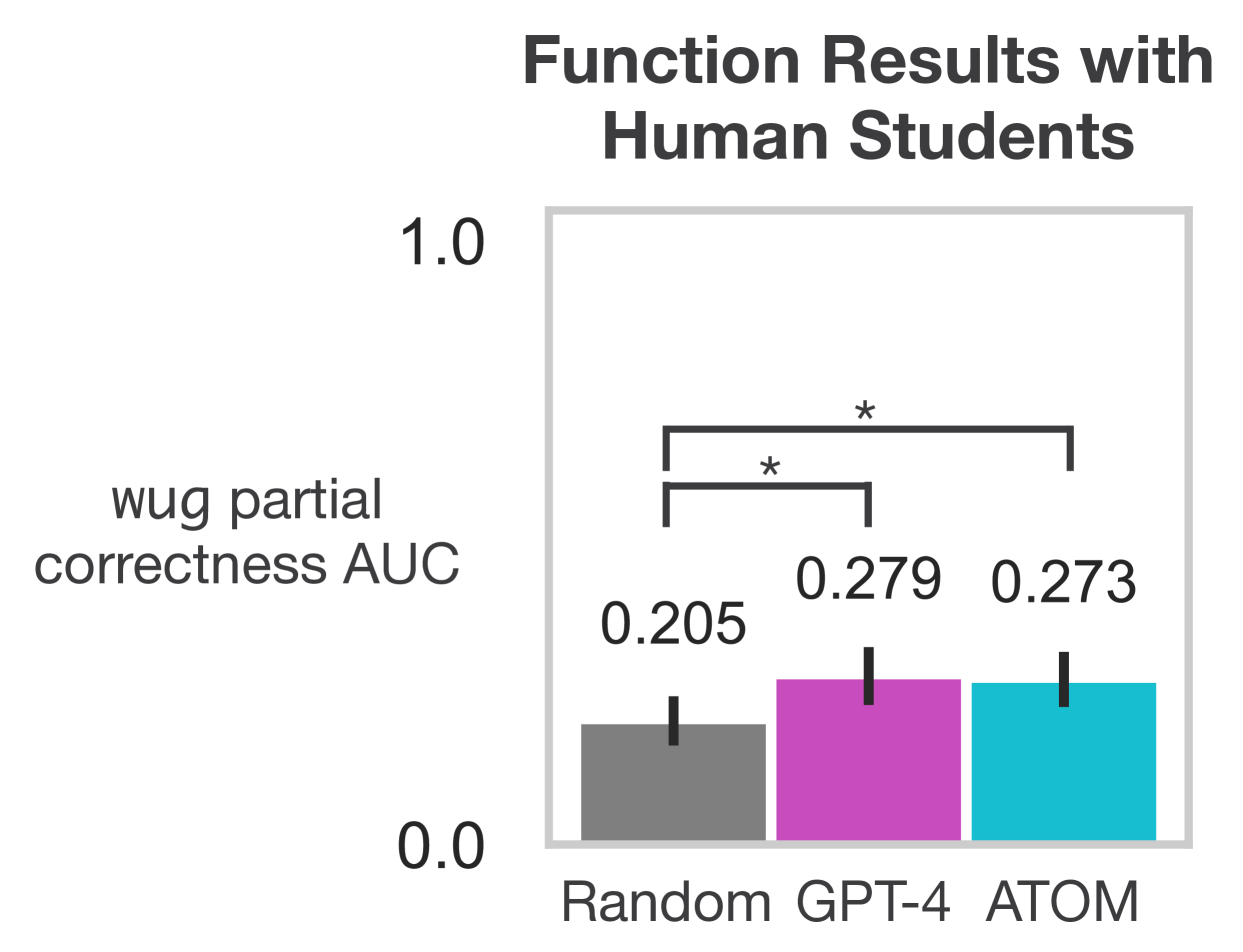 Function Results with
Human Students
1.0
*
*
wug partial
correctness AUC
0.279
0.273
0.205
0.0
Random GPT-4 ATOM